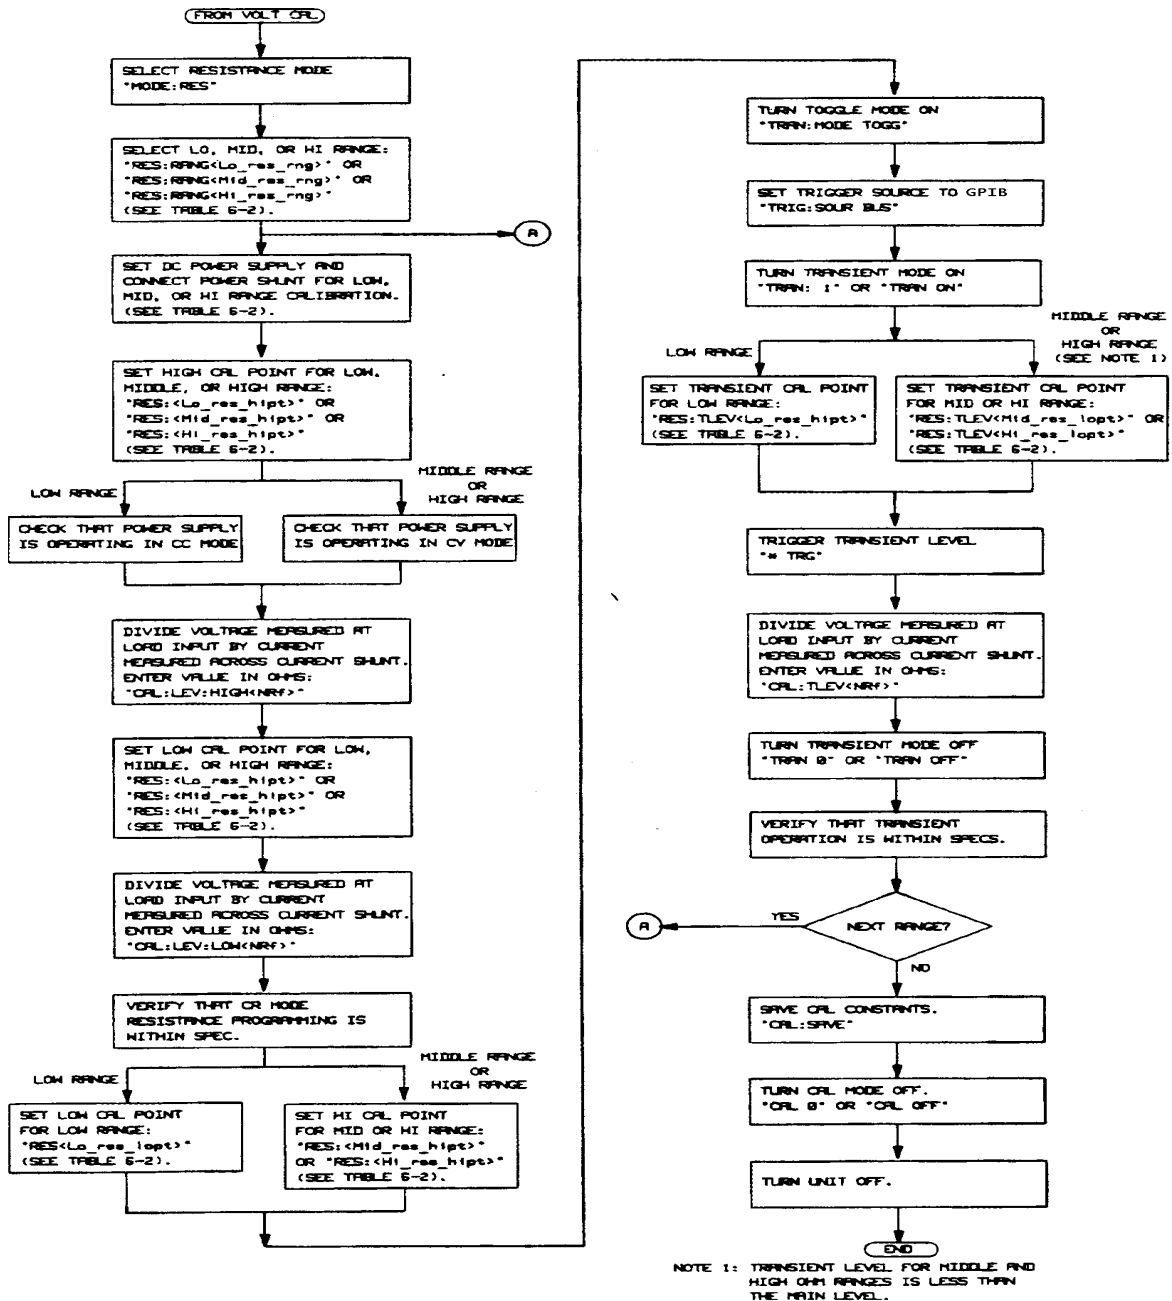 FROM VOLT CAL
SELECT RESISTANCE MODE
"MODE:RES"
SELECT LO, MID, OR HI RANGE:
"RES:RANG<Lo_res_rng>" OR
"RES:RANG<Mid_res_rng>" OR
"RES:RANG<Hi_res_rng>"
(SEE TABLE 6-2).
A
SET DC POWER SUPPLY AND
CONNECT POWER SHUNT FOR LOW,
MID, OR HI RANGE CALIBRATION.
(SEE TABLE 6-2).
SET HIGH CAL POINT FOR LOW,
MIDDLE, OR HIGH RANGE:
"RES:<Lo_res_hipt>" OR
"RES:<Mid_res_hipt>" OR
"RES:<Hi_res_hipt>"
(SEE TABLE 6-2).
LOW RANGE
MIDDLE RANGE
OR
HIGH RANGE
CHECK THAT POWER SUPPLY
IS OPERATING IN CC MODE
CHECK THAT POWER SUPPLY
IS OPERATING IN CV MODE
DIVIDE VOLTAGE MEASURED AT
LOAD INPUT BY CURRENT
MEASURED ACROSS CURRENT SHUNT.
ENTER VALUE IN OHMS:
"CAL:LEV:HIGH<NRf>"
SET LOW CAL POINT FOR LOW,
MIDDLE, OR HIGH RANGE:
"RES:<Lo_res_hipt>" OR
"RES:<Mid_res_hipt>" OR
"RES:<Hi_res_hipt>"
(SEE TABLE 6-2).
DIVIDE VOLTAGE MEASURED AT
LOAD INPUT BY CURRENT
MEASURED ACROSS CURRENT SHUNT.
ENTER VALUE IN OHMS:
"CAL:LEV:LOW<NRf>"
VERIFY THAT CR MODE
RESISTANCE PROGRAMMING IS
WITHIN SPEC.
LOW RANGE
MIDDLE RANGE
OR
HIGH RANGE
SET LOW CAL POINT
FOR LOW RANGE:
"RES<Lo_res_lopt>"
(SEE TABLE 6-2).
SET HI CAL POINT
FOR MID OR HI RANGE:
"RES:<Mid_res_hipt>"
OR "RES:<Hi_res_hipt>"
(SEE TABLE 6-2).
TURN TOGGLE MODE ON
"TRAN:MODE TOGG"
SET TRIGGER SOURCE TO GPIB
"TRIG:SOUR BUS"
TURN TRANSIENT MODE ON
"TRAN: 1" OR "TRAN ON"
LOW RANGE
MIDDLE RANGE
OR
HIGH RANGE
(SEE NOTE 1)
SET TRANSIENT CAL POINT
FOR LOW RANGE:
"RES:TLEV<Lo_res_hipt>"
(SEE TABLE 6-2).
SET TRANSIENT CAL POINT
FOR MID OR HI RANGE:
"RES:TLEV<Mid_res_lopt>" OR
"RES:TLEV<Hi_res_lopt>"
(SEE TABLE 6-2).
TRIGGER TRANSIENT LEVEL
"* TRG"
DIVIDE VOLTAGE MEASURED AT
LOAD INPUT BY CURRENT
MEASURED ACROSS CURRENT SHUNT.
ENTER VALUE IN OHMS:
"CAL:TLEV<NRf>"
TURN TRANSIENT MODE OFF
"TRAN 0" OR "TRAN OFF"
VERIFY THAT TRANSIENT
OPERATION IS WITHIN SPECS.
A
YES
NEXT RANGE?
NO
SAVE CAL CONSTANTS.
"CAL:SAVE"
TURN CAL MODE OFF.
"CAL 0" OR "CAL OFF"
TURN UNIT OFF.
END
NOTE 1: TRANSIENT LEVEL FOR MIDDLE AND
HIGH OHM RANGES IS LESS THAN
THE MAIN LEVEL.